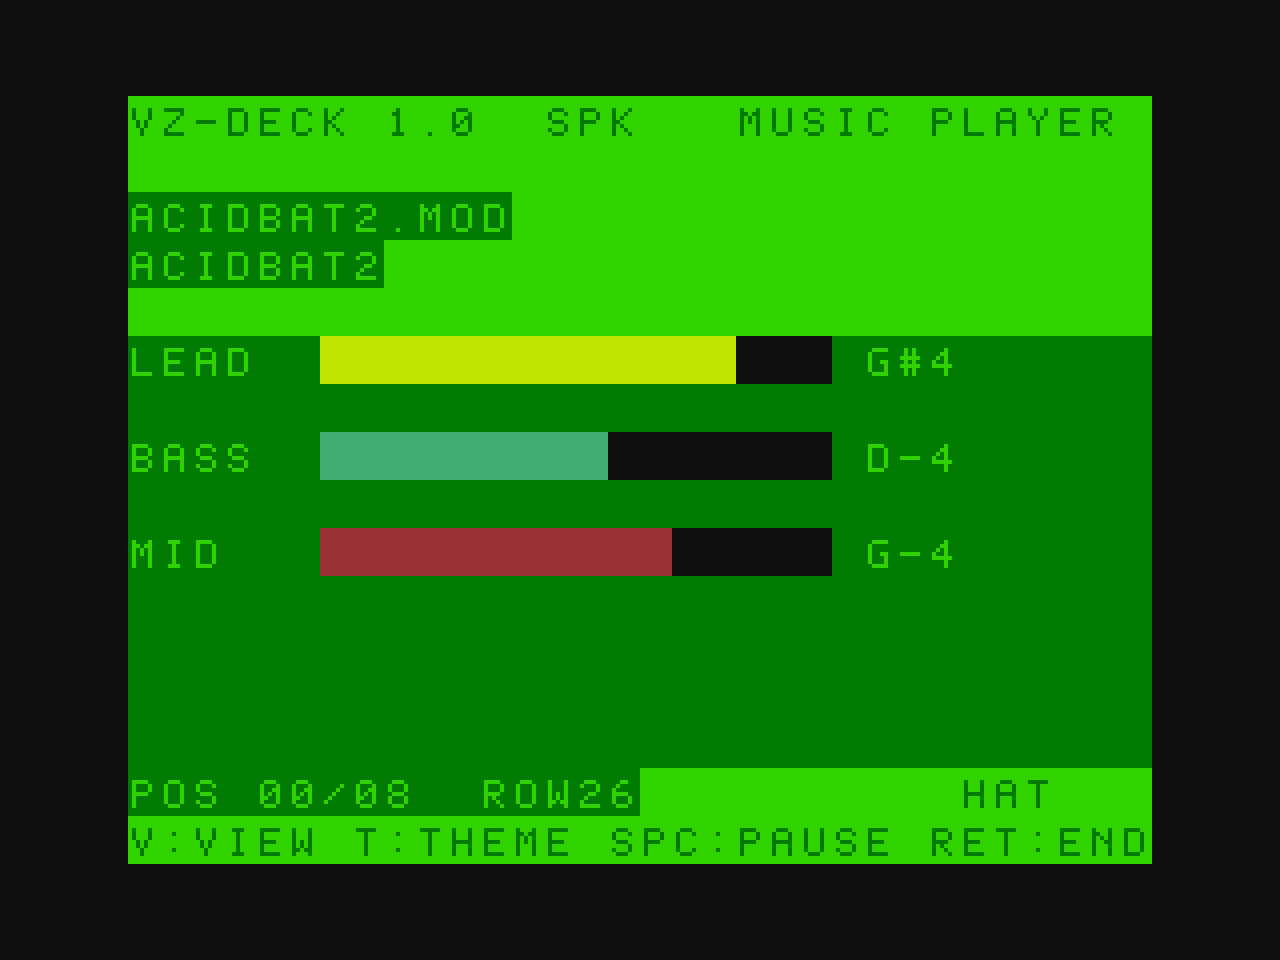 VZ-DECK 1.0 SPK MUSIC PLAYER
ACIDBAT2.MOD
ACIDBAT2
LEAD G#4
BASS D-4
MID G-4
POS 00/08 ROW26 HAT
V:VIEW T:THEME SPC:PAUSE RET:END